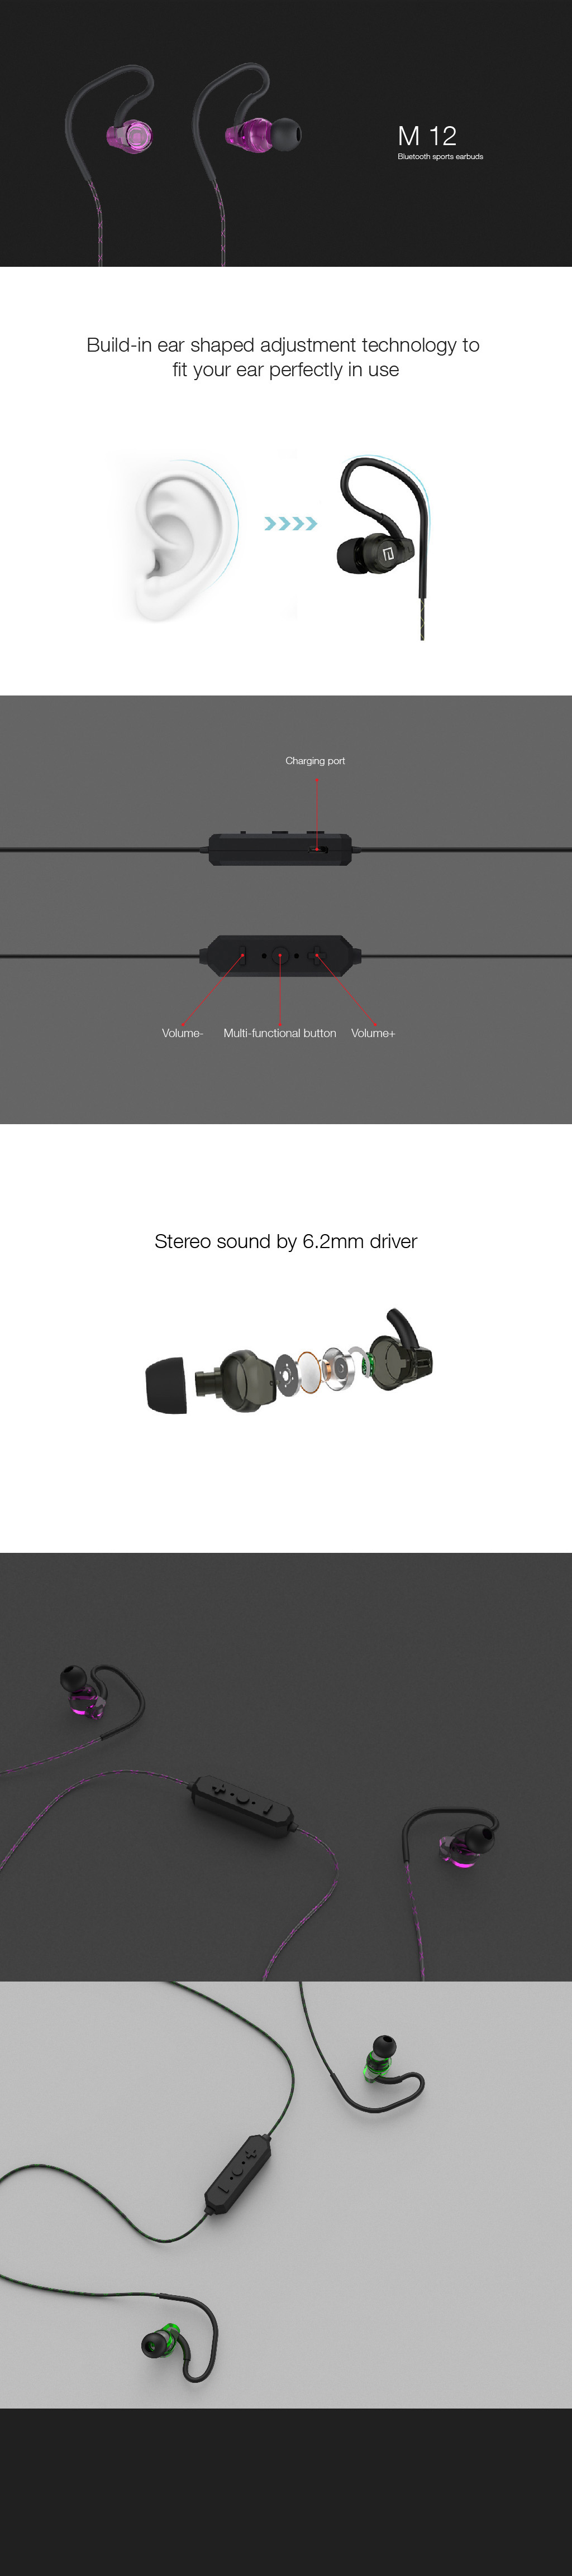 M 12
Bluetooth sports earbuds
Build-in ear shaped adjustment technology to
fit your ear perfectly in use
Charging port
Volume-
Multi-functional button
Volume+
Stereo sound by 6.2mm driver